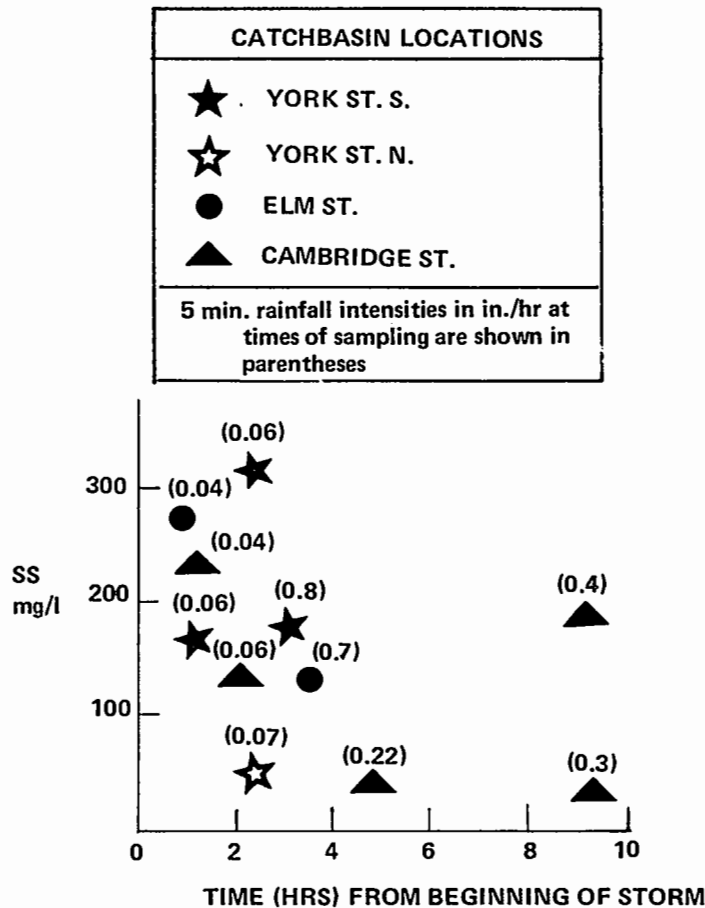 CATCHBASIN LOCATIONS
YORK ST. S.
YORK ST. N.
ELM ST.
CAMBRIDGE ST.
5 min. rainfall intensities in in./hr at
times of sampling are shown in
parentheses
(0.06)
300
(0.04)
(0.04)
SS
mg/l
200
(0.06)
(0.8)
(0.4)
(0.06)
(0.7)
100
(0.07)
(0.22)
(0.3)
0 2 4 6 8 10
TIME (HRS) FROM BEGINNING OF STORM